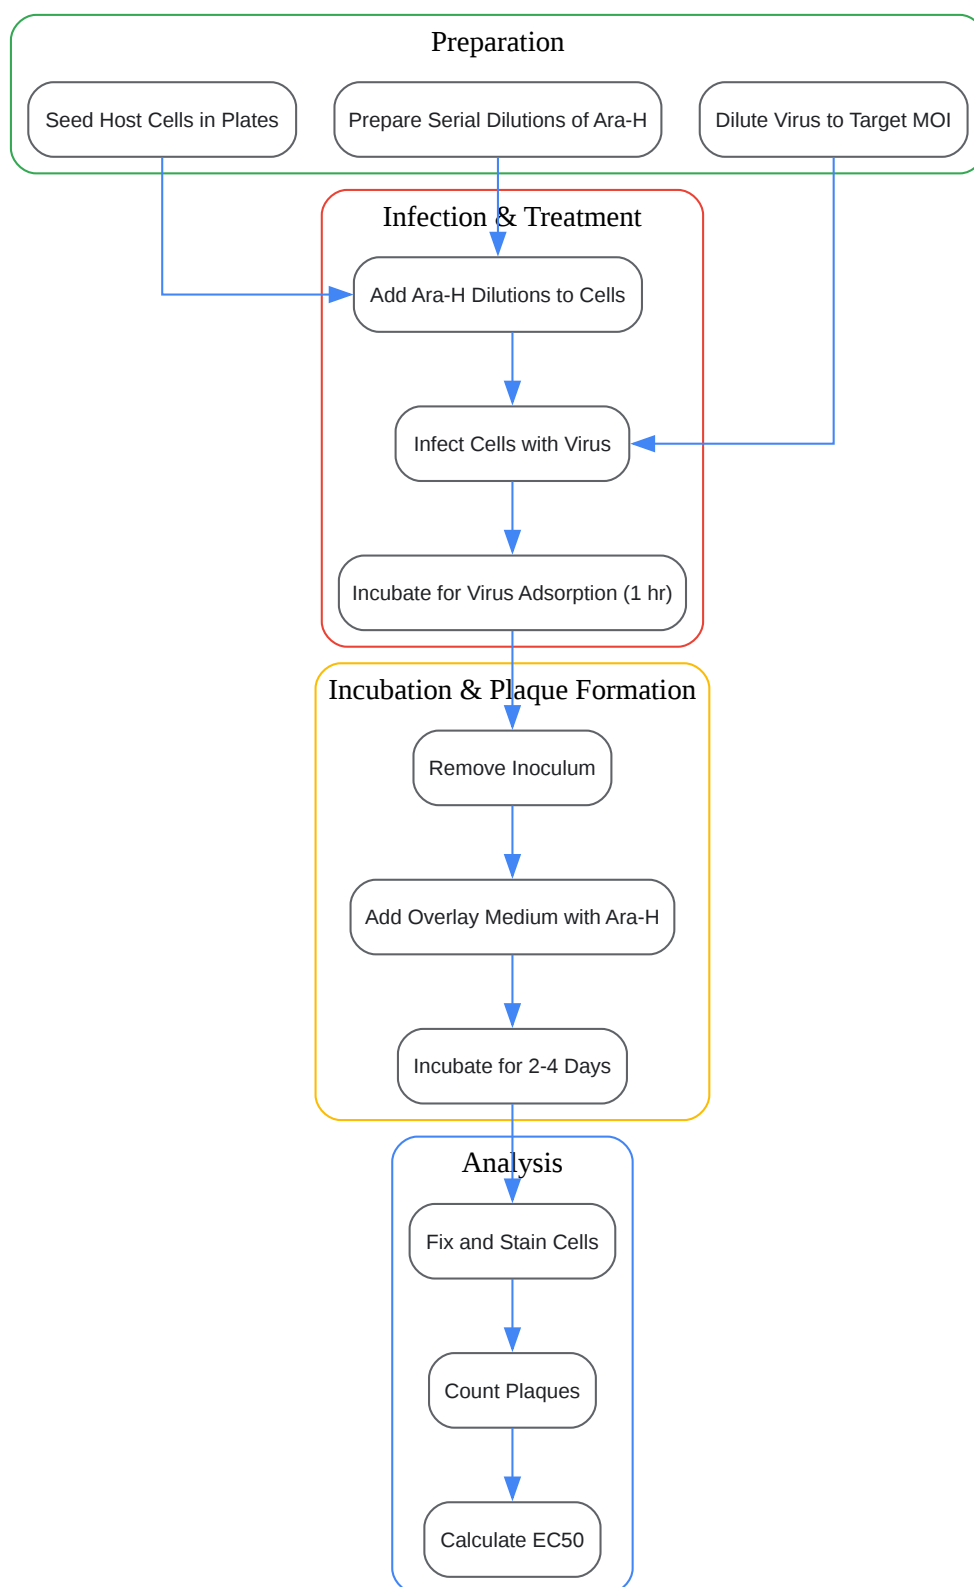 Preparation
Seed Host Cells in Plates
Prepare Serial Dilutions of Ara-H
Dilute Virus to Target MOI
Infection & Treatment
Add Ara-H Dilutions to Cells
Infect Cells with Virus
Incubate for Virus Adsorption (1 hr)
Incubation & Plaque Formation
Remove Inoculum
Add Overlay Medium with Ara-H
Incubate for 2-4 Days
Analysis
Fix and Stain Cells
Count Plaques
Calculate EC50